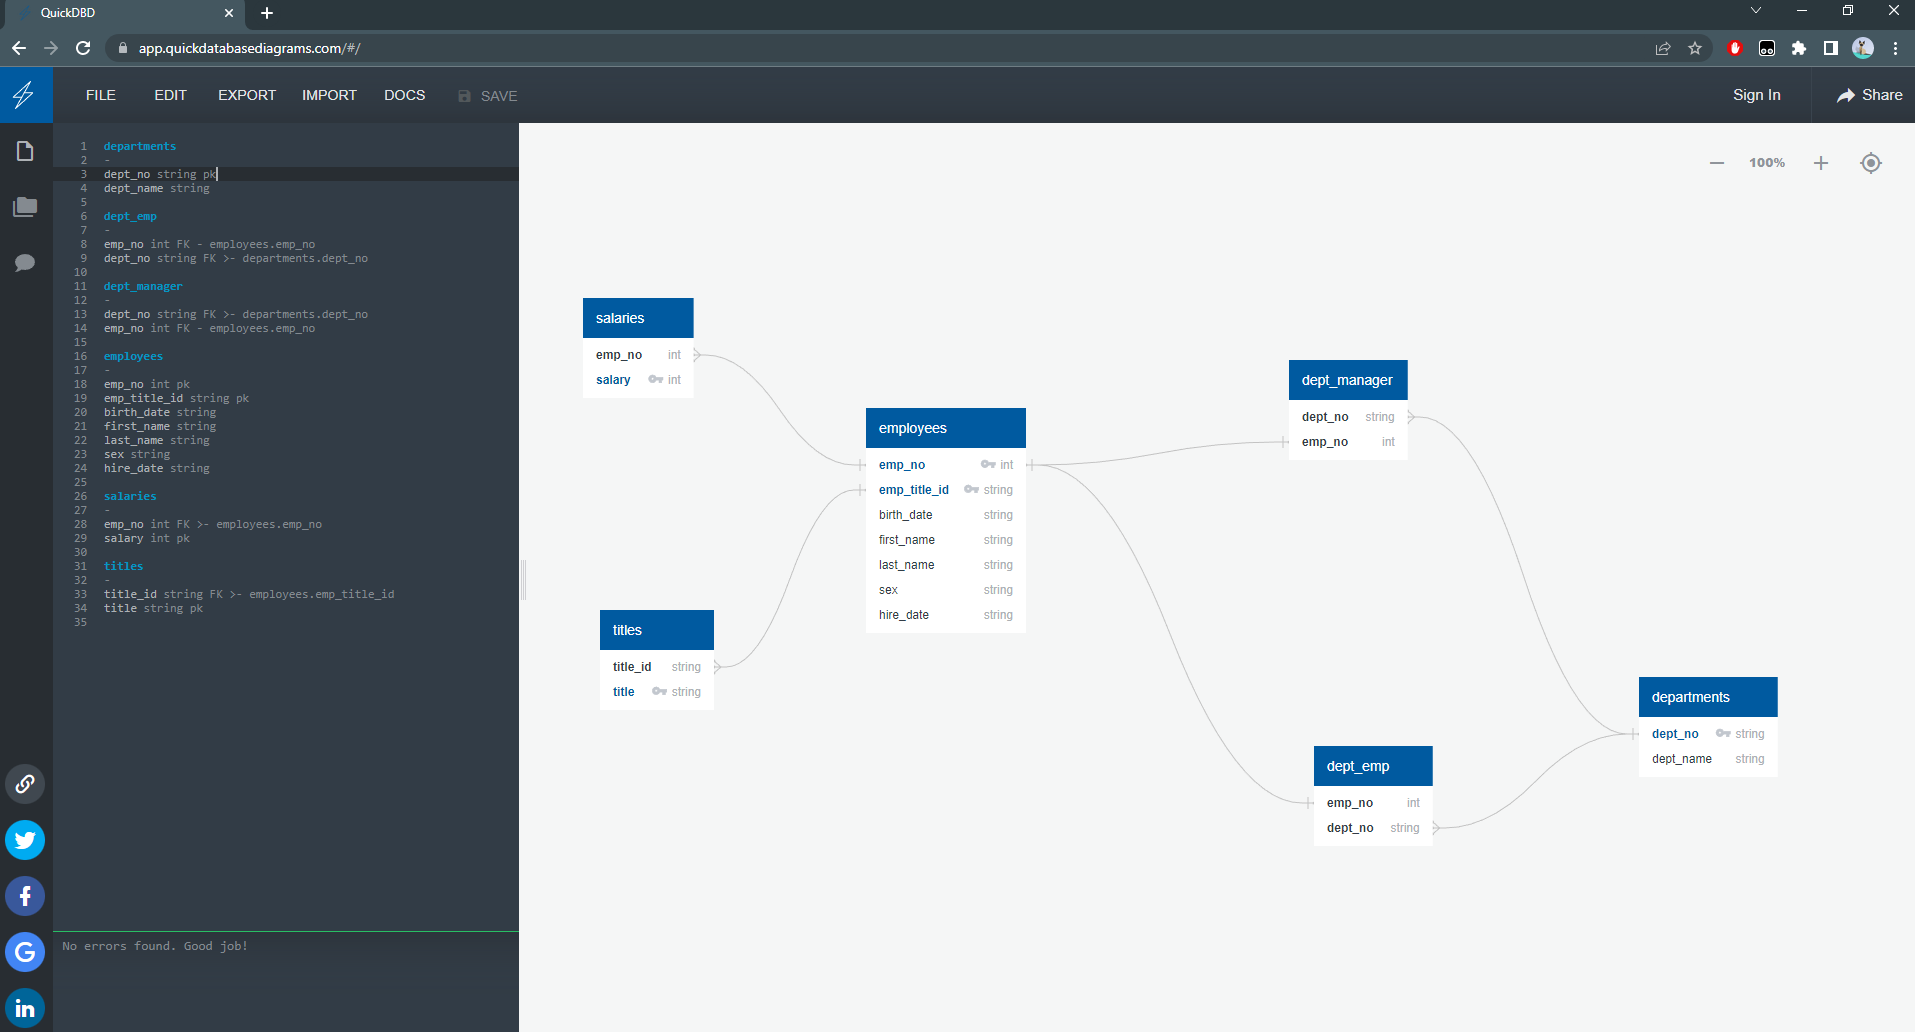 QuickDBD
app.quickdatabasediagrams.com/#/
FILE EDIT EXPORT IMPORT DOCS SAVE Sign In Share
1 departments
2 -
3 dept_no string pk
4 dept_name string
5
6 dept_emp
7 -
8 emp_no int FK - employees.emp_no
9 dept_no string FK >- departments.dept_no
10
11 dept_manager
12 -
13 dept_no string FK >- departments.dept_no
14 emp_no int FK - employees.emp_no
15
16 employees
17 -
18 emp_no int pk
19 emp_title_id string pk
20 birth_date string
21 first_name string
22 last_name string
23 sex string
24 hire_date string
25
26 salaries
27 -
28 emp_no int FK >- employees.emp_no
29 salary int pk
30
31 titles
32 -
33 title_id string FK >- employees.emp_title_id
34 title string pk
35
No errors found. Good job!
100%
salaries
emp_no int
salary int
employees
emp_no int
emp_title_id string
birth_date string
first_name string
last_name string
sex string
hire_date string
titles
title_id string
title string
dept_manager
dept_no string
emp_no int
dept_emp
emp_no int
dept_no string
departments
dept_no string
dept_name string